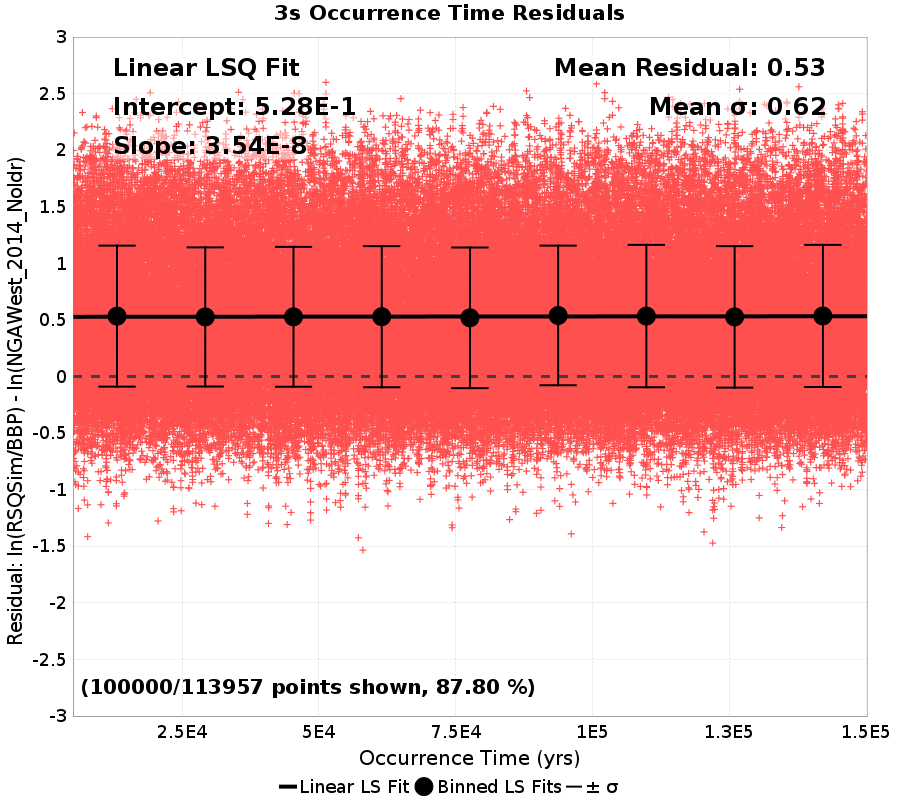 3s Occurrence Time Residuals
Linear LSQ Fit
Intercept: 5.28E-1
Slope: 3.54E-8
Mean Residual: 0.53
Mean σ: 0.62
Residual: ln(RSQSim/BBP) - ln(NGAWest_2014_NoIdr)
3
2.5
2
1.5
1
0.5
0
-0.5
-1
-1.5
-2
-2.5
-3
(100000/113957 points shown, 87.80 %)
2.5E4 5E4 7.5E4 1E5 1.3E5 1.5E5
Occurrence Time (yrs)
Linear LS Fit Binned LS Fits ± σ